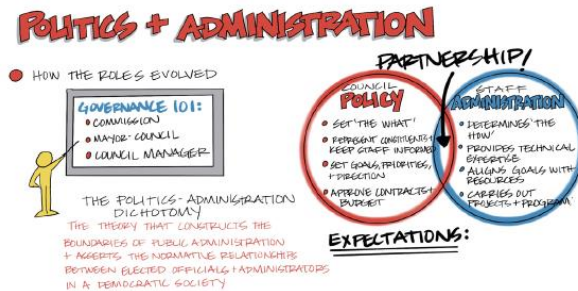 POLITICS + ADMINISTRATION
HOW THE ROLES EVOLVED
GOVERNANCE 101:
COMMISSION
MAYOR-COUNCIL
COUNCIL MANAGER
THE POLITICS-ADMINISTRATION
DICHOTOMY
THE THEORY THAT CONSTRUCTS THE
BOUNDARIES OF PUBLIC ADMINISTRATION
+ ASSERTS THE NORMATIVE RELATIONSHIPS
BETWEEN ELECTED OFFICIALS + ADMINISTRATORS
IN A DEMOCRATIC SOCIETY
PARTNERSHIP!
COUNCIL
POLICY
SET 'THE WHAT'
REPRESENT CONSTITUENTS +
KEEP STAFF INFORMED
SET GOALS, PRIORITIES,
+ DIRECTION
APPROVE CONTRACTS +
BUDGET
STAFF
ADMINISTRATION
DETERMINES 'THE
HOW'
PROVIDES TECHNICAL
EXPERTISE
ALIGNS GOALS WITH
RESOURCES
CARRIES OUT
PROJECTS + PROGRAM
EXPECTATIONS: